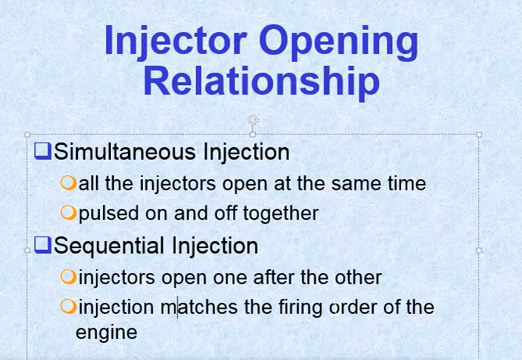 Injector Opening
Relationship
Simultaneous Injection
all the injectors open at the same time
pulsed on and off together
Sequential Injection
injectors open one after the other
injection matches the firing order of the
engine